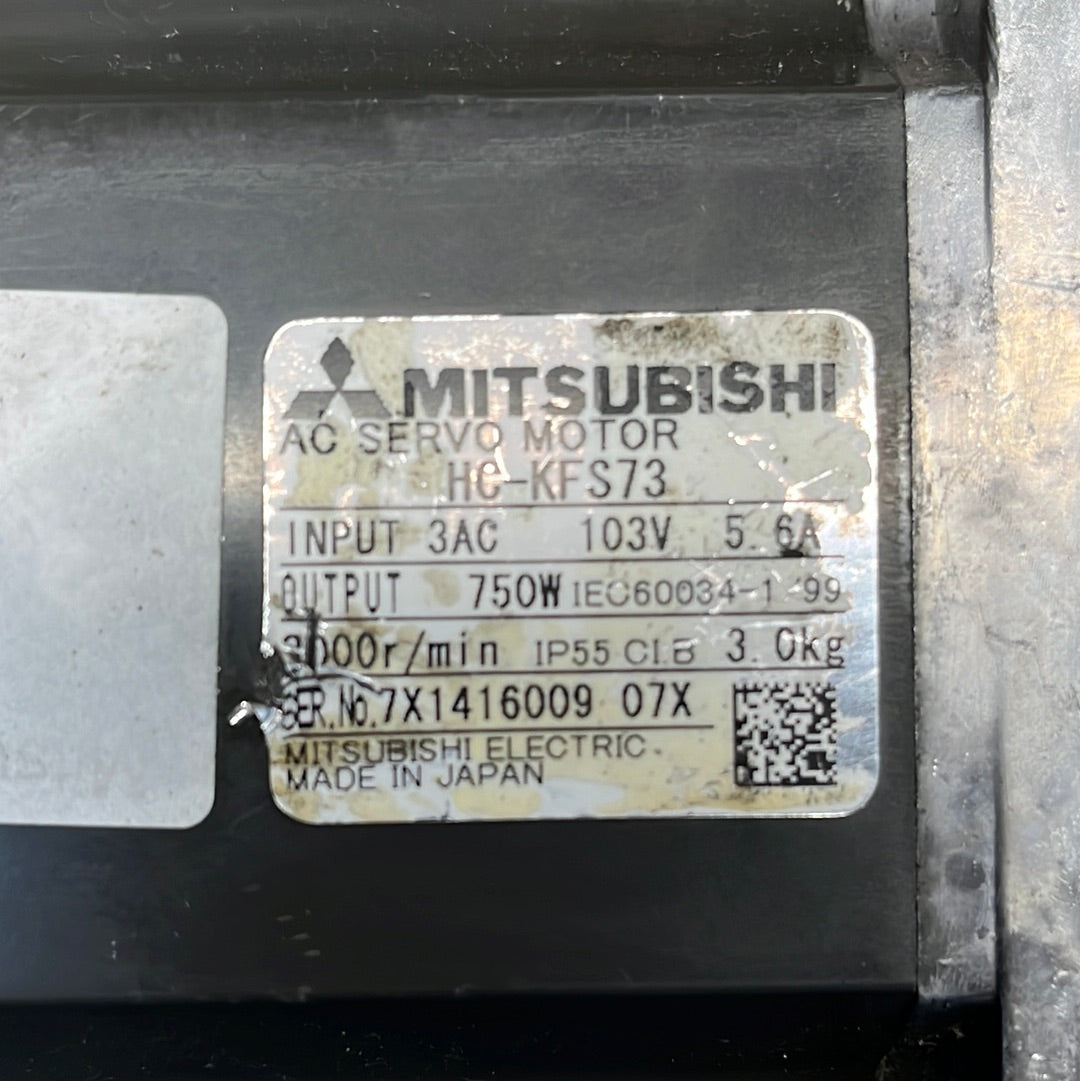 MITSUBISHI
AC SERVO MOTOR
HC-KFS73
INPUT 3AC 103V 5.6A
OUTPUT 750W IEC60034-1 '99
3000r/min IP55 CI.B 3.0kg
SER.No.7X1416009 07X
MITSUBISHI ELECTRIC
MADE IN JAPAN